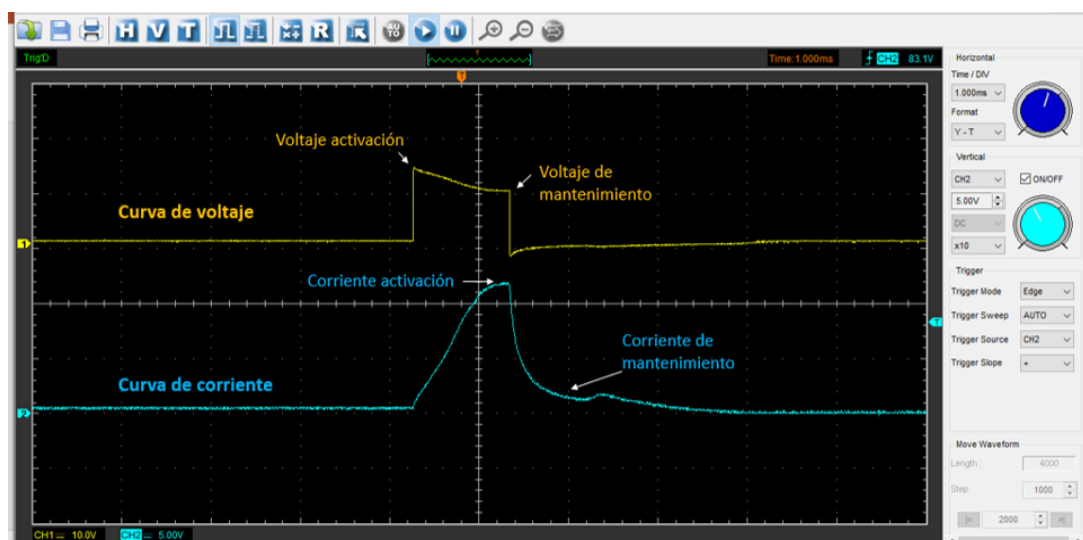 H V T R AUTO
Trig'D
T
Time:1.000ms
CH2 83.1V
T
Voltaje activación
Voltaje de
mantenimiento
Curva de voltaje
1
Corriente activación
T
Corriente de
mantenimiento
Curva de corriente
2
CH1 10.0V CH2 5.00V
Horizontal
Time / DIV
1.000ms
Format
Y - T
Vertical
CH2 ON/OFF
5.00V
DC
x10
Trigger
Trigger Mode Edge
Trigger Sweep AUTO
Trigger Source CH2
Trigger Slope +
Move Waveform
Length : 4000
Step 1000
2000